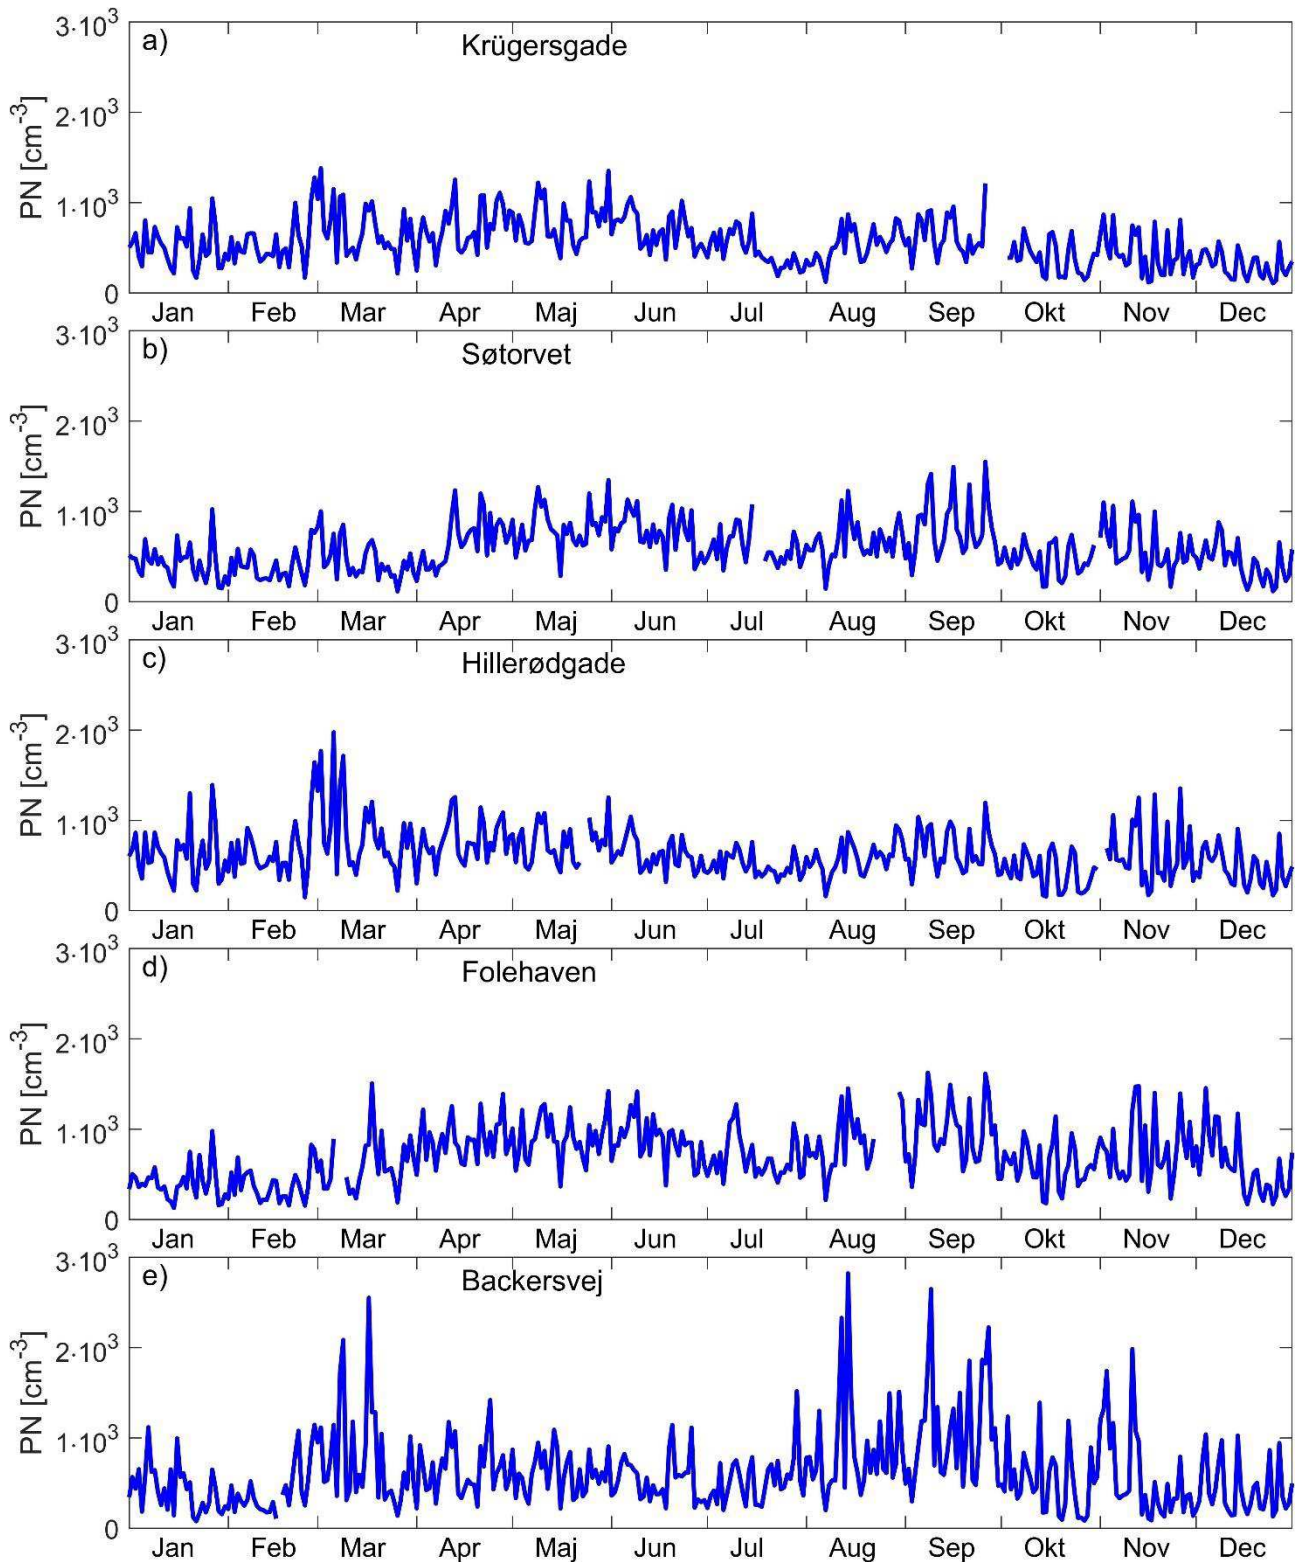 a) Krügersgade
3·10³
2·10³
1·10³
0
PN [cm⁻³]
Jan Feb Mar Apr Maj Jun Jul Aug Sep Okt Nov Dec
b) Søtorvet
3·10³
2·10³
1·10³
0
PN [cm⁻³]
Jan Feb Mar Apr Maj Jun Jul Aug Sep Okt Nov Dec
c) Hillerødgade
3·10³
2·10³
1·10³
0
PN [cm⁻³]
Jan Feb Mar Apr Maj Jun Jul Aug Sep Okt Nov Dec
d) Folehaven
3·10³
2·10³
1·10³
0
PN [cm⁻³]
Jan Feb Mar Apr Maj Jun Jul Aug Sep Okt Nov Dec
e) Backersvej
3·10³
2·10³
1·10³
0
PN [cm⁻³]
Jan Feb Mar Apr Maj Jun Jul Aug Sep Okt Nov Dec